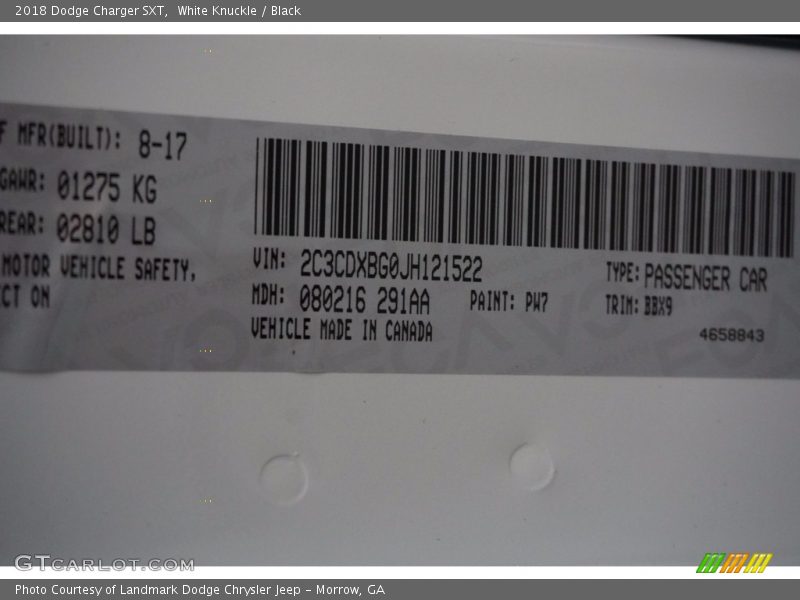 2018 Dodge Charger SXT, White Knuckle / Black
F MFR(BUILT): 8-17
GAWR: 01275 KG
REAR: 02810 LB
MOTOR VEHICLE SAFETY,
CT ON
VIN: 2C3CDXBG0JH121522
MDH: 080216 291AA PAINT: PW7
VEHICLE MADE IN CANADA
TYPE: PASSENGER CAR
TRIM: BBX9
4658843
GTCARLOT.COM
Photo Courtesy of Landmark Dodge Chrysler Jeep - Morrow, GA